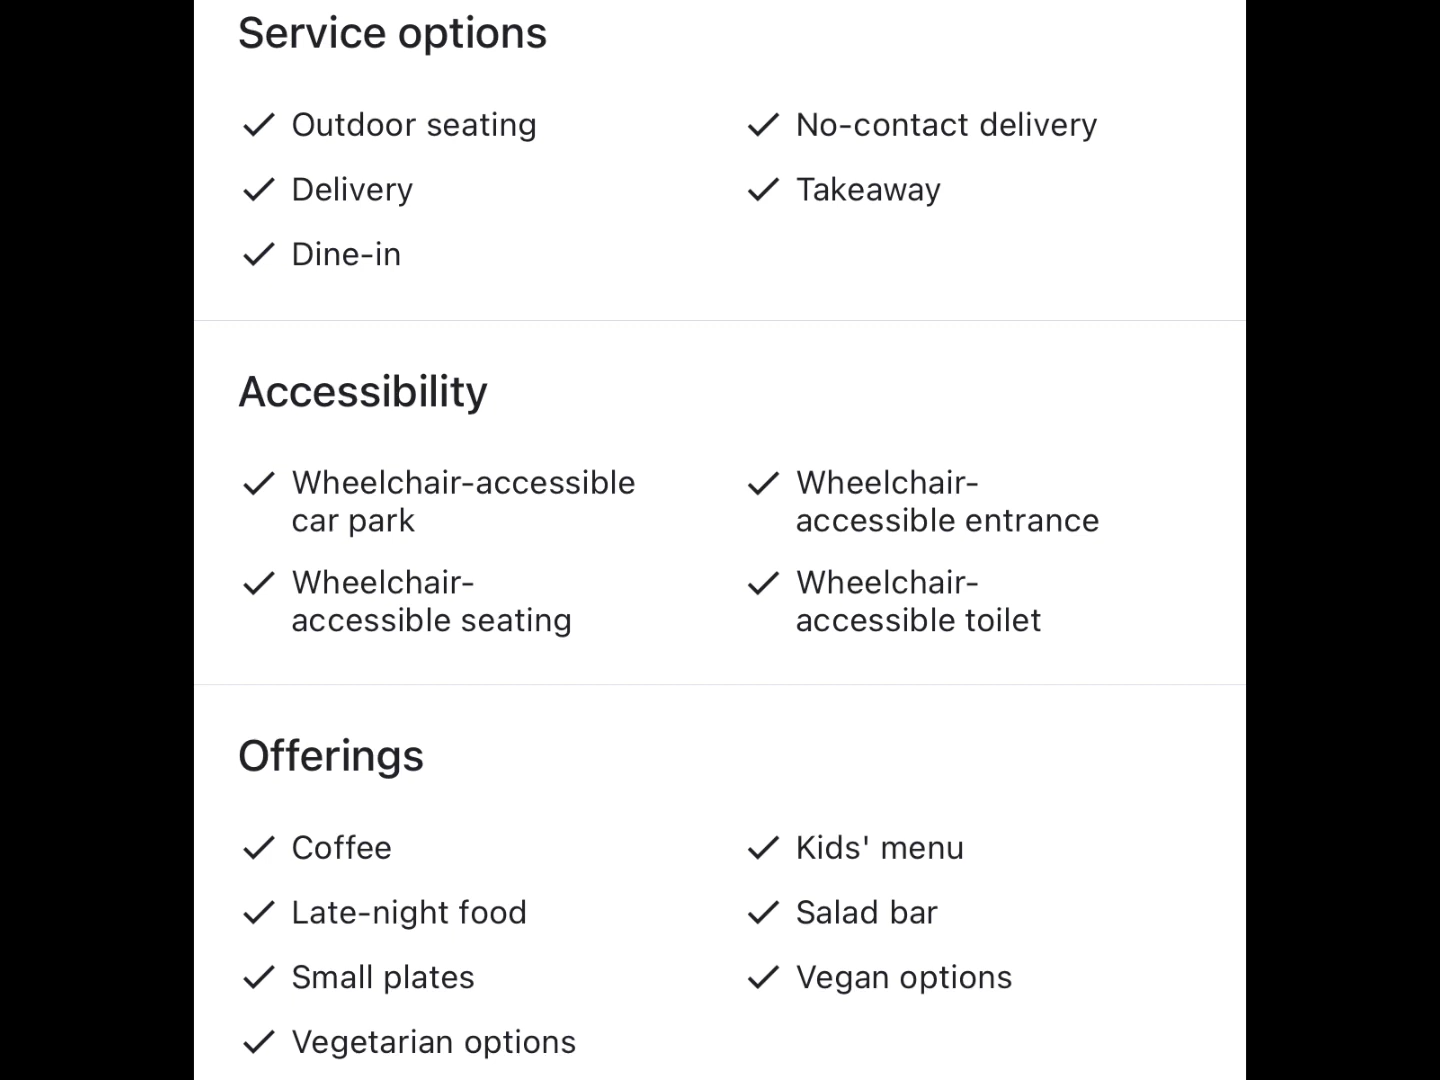 Service options
Outdoor seating
No-contact delivery
Delivery
Takeaway
Dine-in
Accessibility
Wheelchair-accessible
car park
Wheelchair-
accessible entrance
Wheelchair-
accessible seating
Wheelchair-
accessible toilet
Offerings
Coffee
Kids' menu
Late-night food
Salad bar
Small plates
Vegan options
Vegetarian options